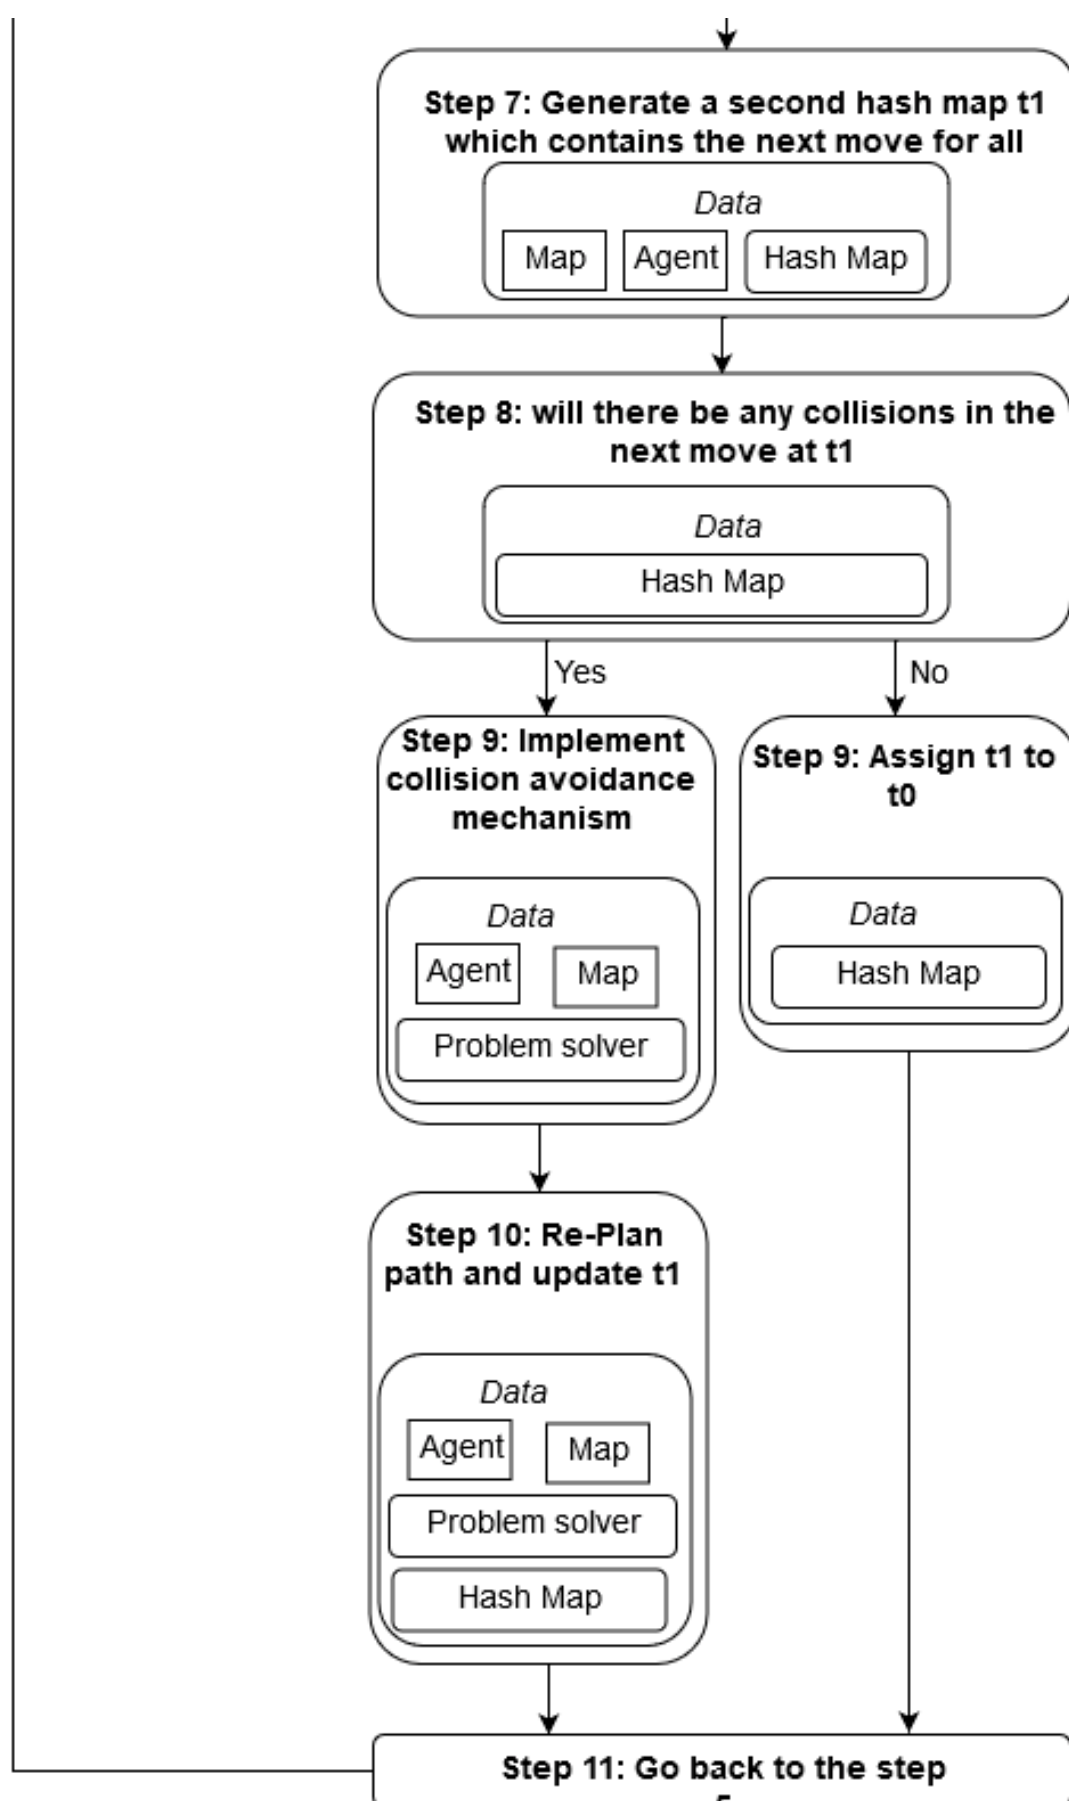 Step 7: Generate a second hash map t1
which contains the next move for all
Data
Map
Agent
Hash Map
Step 8: will there be any collisions in the
next move at t1
Data
Hash Map
Yes
No
Step 9: Implement
collision avoidance
mechanism
Data
Agent
Map
Problem solver
Step 9: Assign t1 to
t0
Data
Hash Map
Step 10: Re-Plan
path and update t1
Data
Agent
Map
Problem solver
Hash Map
Step 11: Go back to the step